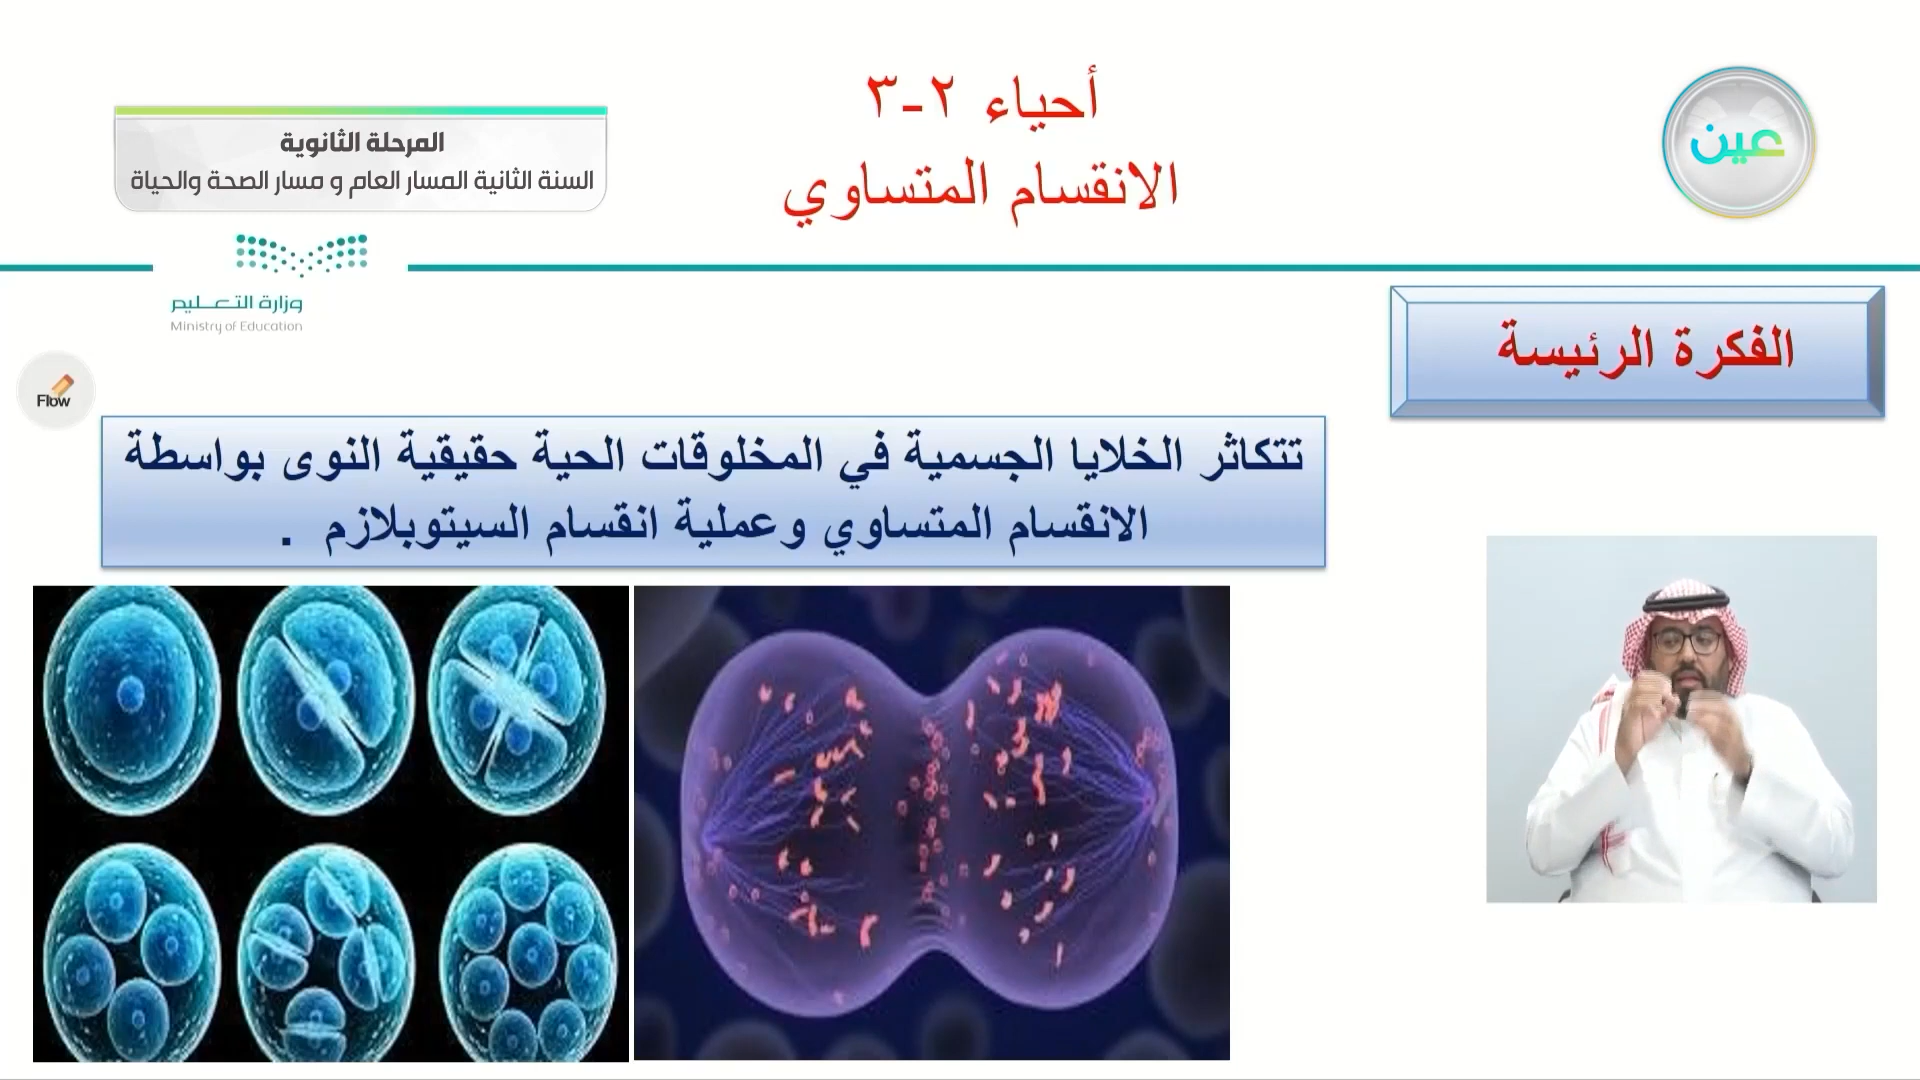 أحياء ٢-٣
الانقسام المتساوي
عين
المرحلة الثانوية
السنة الثانية المسار العام و مسار الصحة والحياة
وزارة التعليم
Ministry of Education
الفكرة الرئيسة
Flow
تتكاثر الخلايا الجسمية في المخلوقات الحية حقيقية النوى بواسطة
الانقسام المتساوي وعملية انقسام السيتوبلازم .